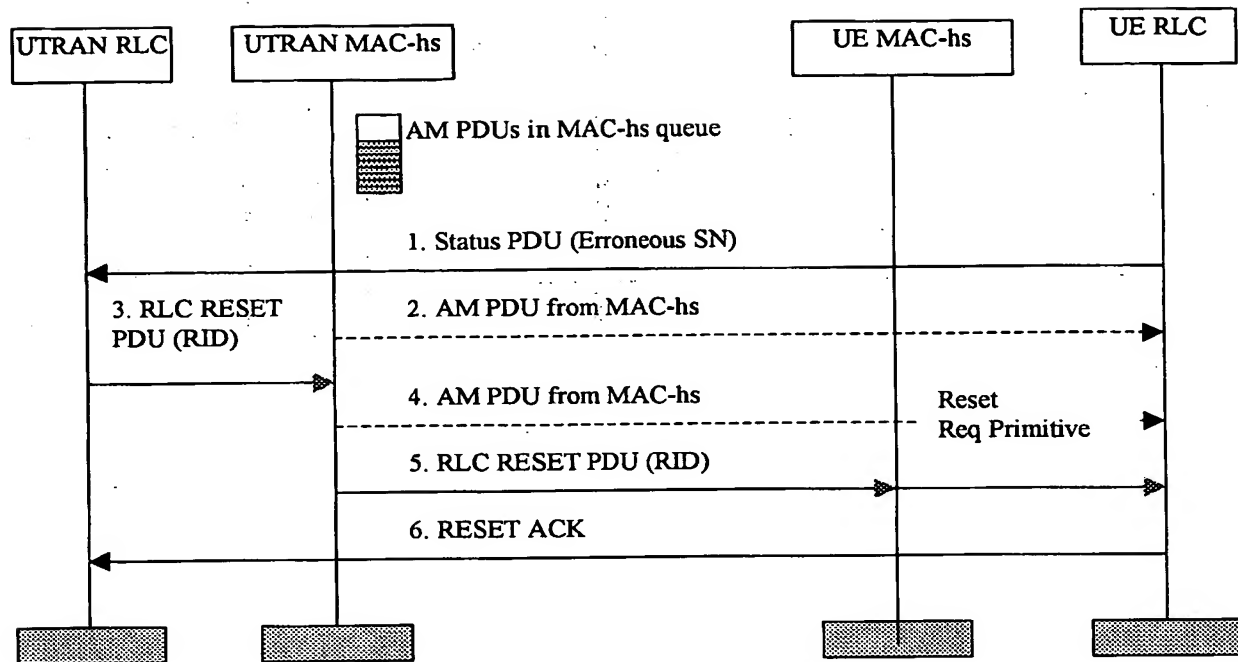 UTRAN RLC
UTRAN MAC-hs
UE MAC-hs
UE RLC
AM PDUs in MAC-hs queue
1. Status PDU (Erroneous SN)
3. RLC RESET
PDU (RID)
2. AM PDU from MAC-hs
4. AM PDU from MAC-hs
Reset
Req Primitive
5. RLC RESET PDU (RID)
6. RESET ACK